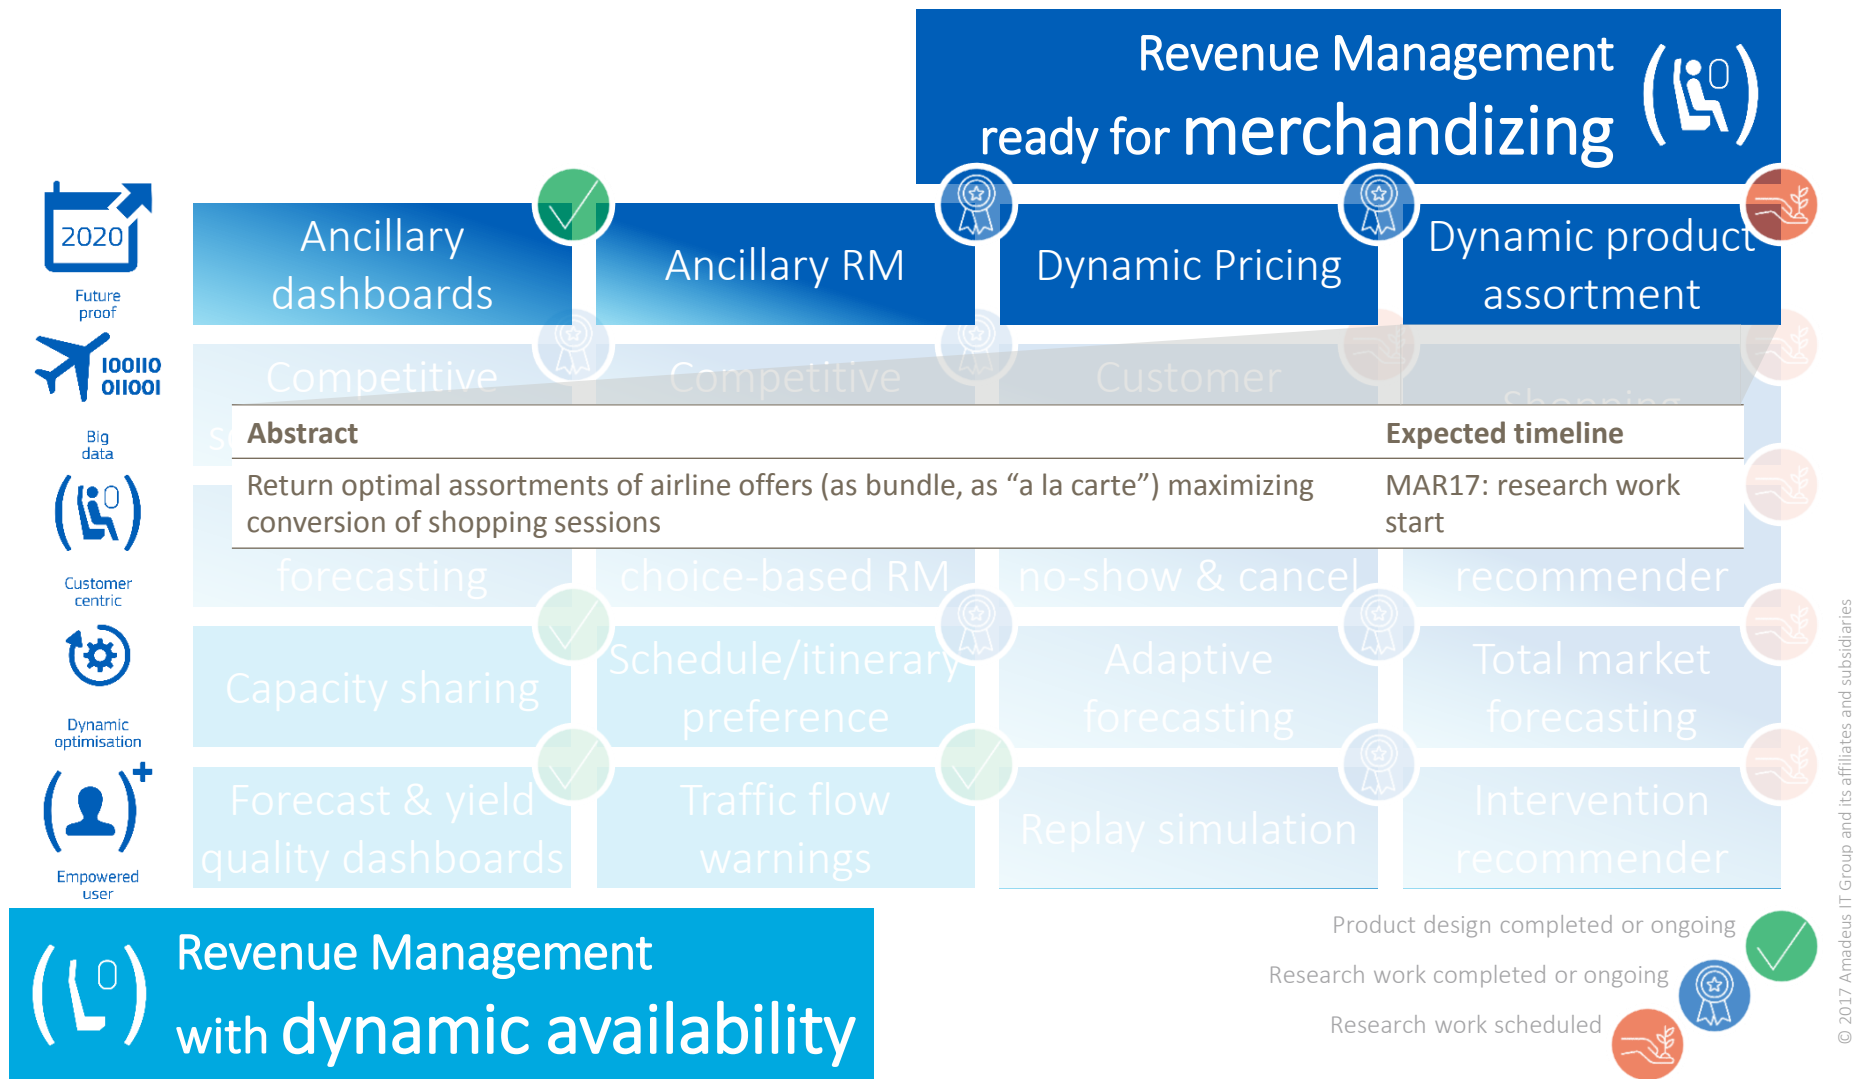 Revenue Management
ready for merchandizing
2020
Future
proof
Ancillary
dashboards
Ancillary RM
Dynamic Pricing
Dynamic product
assortment
100110
011001
Big
data
Competitive
Competitive
Customer
Shopping
Abstract
Expected timeline
Return optimal assortments of airline offers (as bundle, as “a la carte”) maximizing
conversion of shopping sessions
MAR17: research work
start
Customer
centric
forecasting
choice-based RM
no-show & cancel
recommender
Dynamic
optimisation
Capacity sharing
Schedule/itinerary
preference
Adaptive
forecasting
Total market
forecasting
Empowered
user
Forecast & yield
quality dashboards
Traffic flow
warnings
Replay simulation
Intervention
recommender
Revenue Management
with dynamic availability
Product design completed or ongoing
Research work completed or ongoing
Research work scheduled
© 2017 Amadeus IT Group and its affiliates and subsidiaries